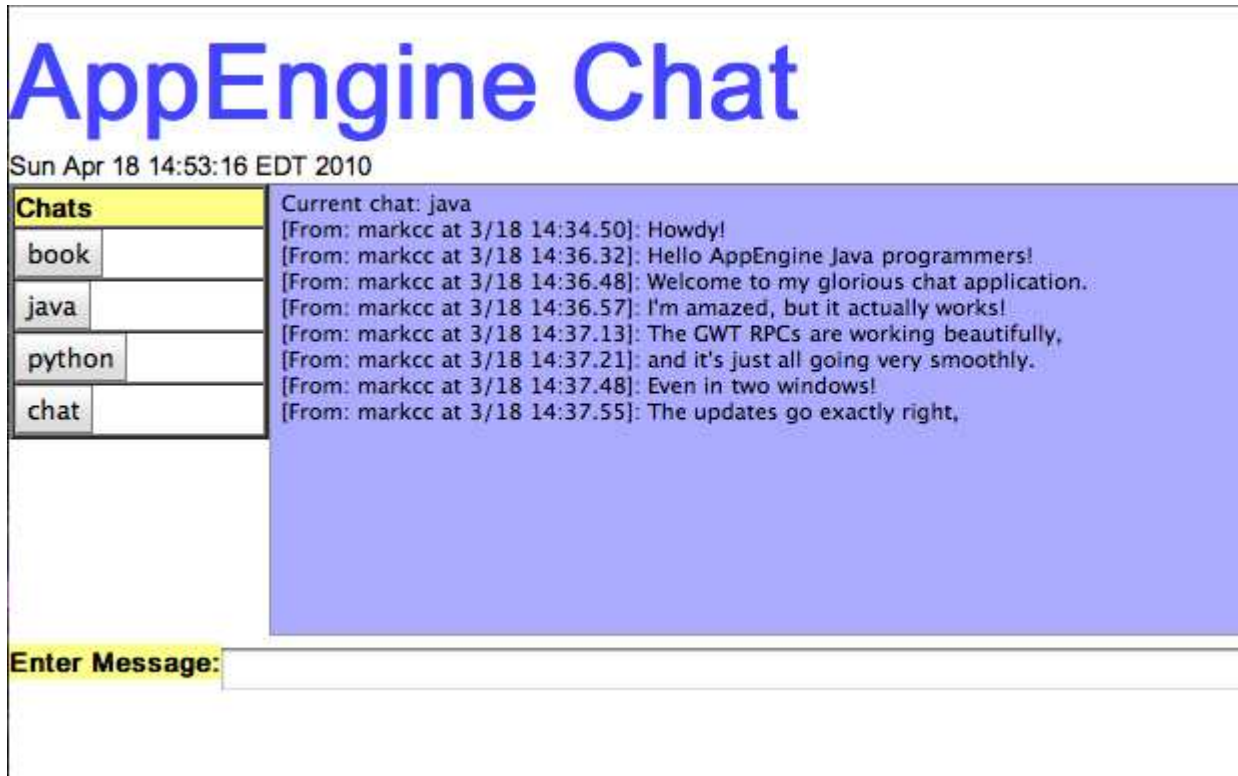 AppEngine Chat
Sun Apr 18 14:53:16 EDT 2010
Chats
book
java
python
chat
Current chat: java
[From: markcc at 3/18 14:34.50]: Howdy!
[From: markcc at 3/18 14:36.32]: Hello AppEngine Java programmers!
[From: markcc at 3/18 14:36.48]: Welcome to my glorious chat application.
[From: markcc at 3/18 14:36.57]: I'm amazed, but it actually works!
[From: markcc at 3/18 14:37.13]: The GWT RPCs are working beautifully,
[From: markcc at 3/18 14:37.21]: and it's just all going very smoothly.
[From: markcc at 3/18 14:37.48]: Even in two windows!
[From: markcc at 3/18 14:37.55]: The updates go exactly right,
Enter Message: